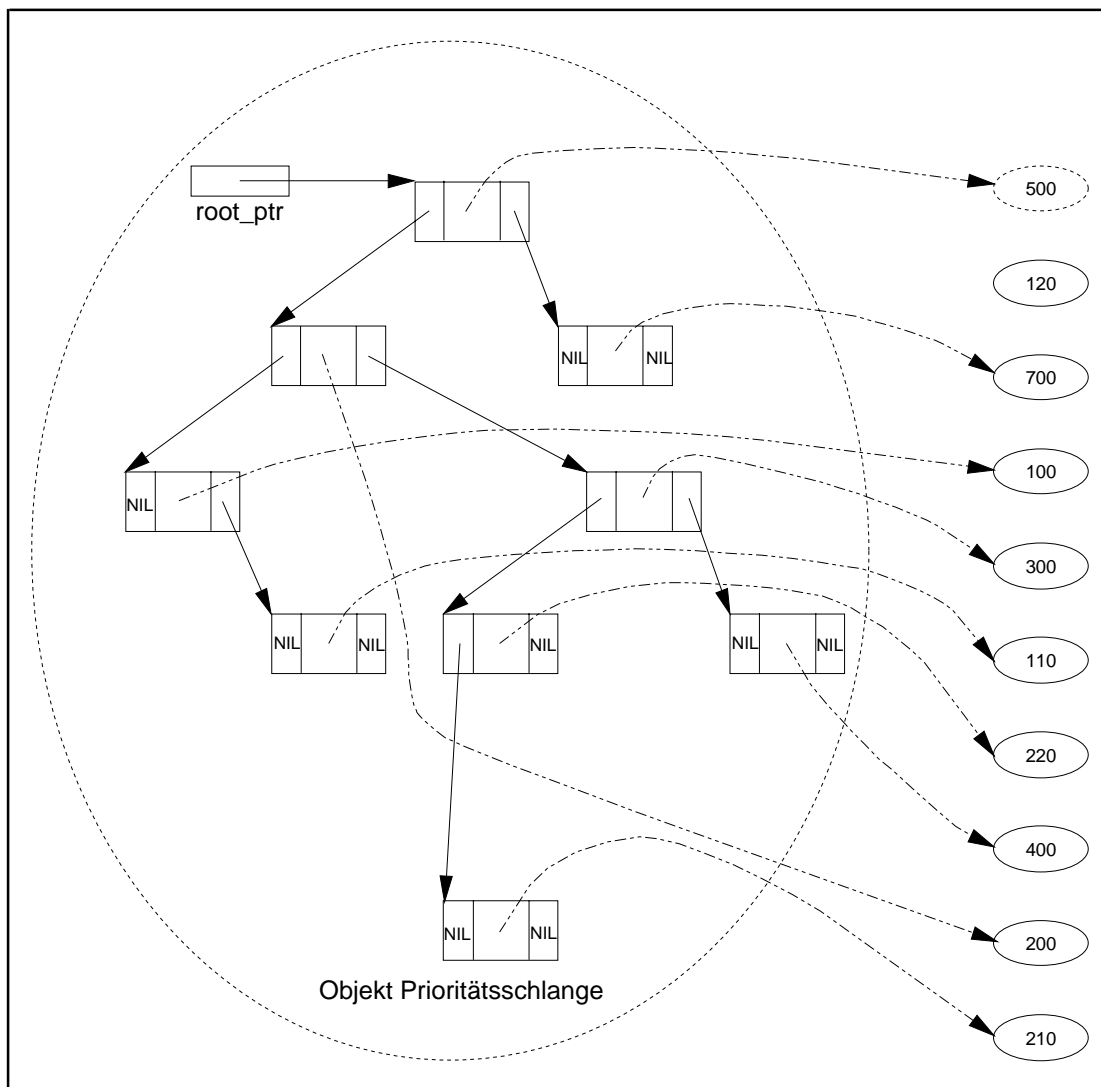 root_ptr
500
120
NIL NIL
700
100
NIL
300
NIL NIL NIL NIL NIL
110
220
400
NIL NIL
200
Objekt Prioritätsschlange
210